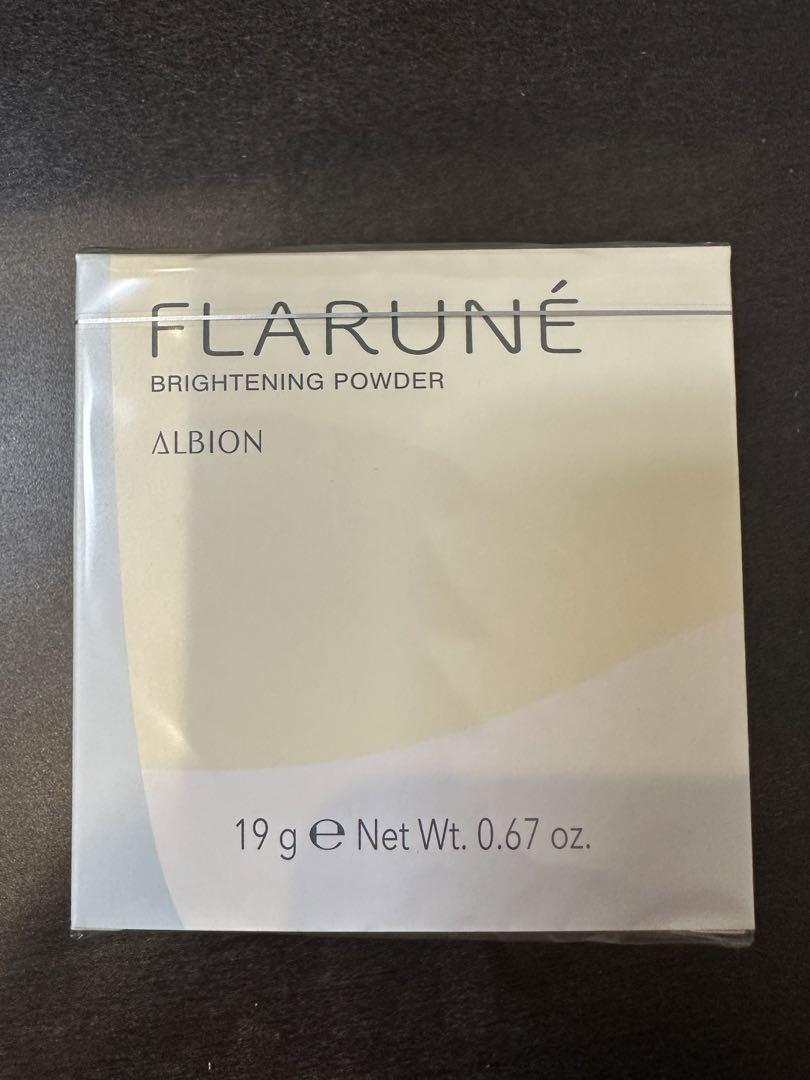 FLARUNÉ
BRIGHTENING POWDER
ALBION
19 g ℮ Net Wt. 0.67 oz.